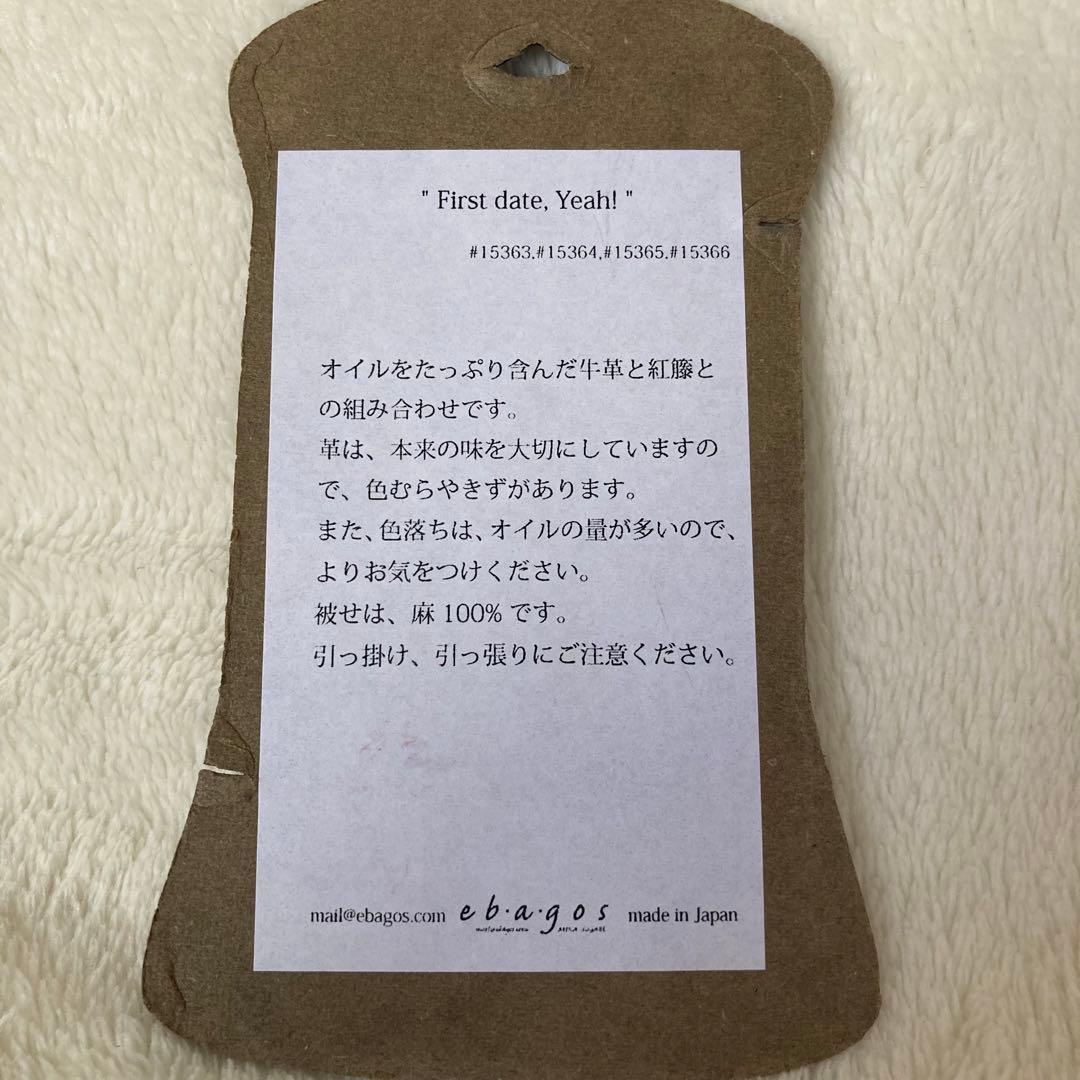 " First date, Yeah! "
#15363.#15364,#15365.#15366
オイルをたっぷり含んだ牛革と紅籐と
の組み合わせです。
革は、本来の味を大切にしていますの
で、色むらやきずがあります。
また、色落ちは、オイルの量が多いので、
よりお気をつけください。
被せは、麻 100% です。
引っ掛け、引っ張りにご注意ください。
mail@ebagos.com e b・a・g o s made in Japan